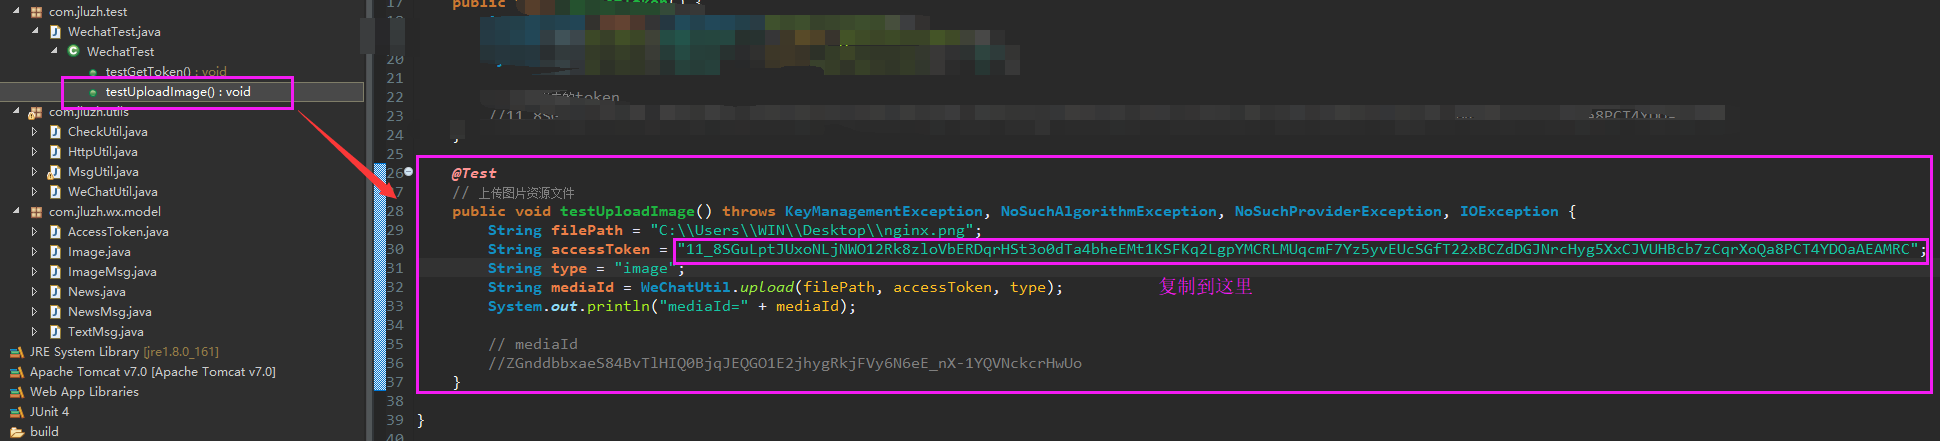 com.jluzh.test
WechatTest.java
WechatTest
testGetToken() : void
testUploadImage() : void
com.jluzh.utils
CheckUtil.java
HttpUtil.java
MsgUtil.java
WeChatUtil.java
com.jluzh.wx.model
AccessToken.java
Image.java
ImageMsg.java
News.java
NewsMsg.java
TextMsg.java
JRE System Library [jre1.8.0_161]
Apache Tomcat v7.0 [Apache Tomcat v7.0]
Web App Libraries
JUnit 4
build
17 public
20
21
22 的token
23 //11_8SG a8PCT4YDO
24 }
25
26 @Test
27 // 上传图片资源文件
28 public void testUploadImage() throws KeyManagementException, NoSuchAlgorithmException, NoSuchProviderException, IOException {
29 String filePath = "C:\\Users\\WIN\\Desktop\\nginx.png";
30 String accessToken = "11_8SGuLptJUxoNLjNWO12Rk8zloVbERDqrHSt3o0dTa4bheEMt1KSFKq2LgpYMCRLMUqcmF7Yz5yvEUcSGfT22xBCZdDGJNrcHyg5XxCJVUHBcb7zCqrXoQa8PCT4YDOaAEAMRC";
31 String type = "image";
32 String mediaId = WeChatUtil.upload(filePath, accessToken, type);
复制到这里
33 System.out.println("mediaId=" + mediaId);
34
35 // mediaId
36 //ZGnddbbxaeS84BvTlHIQ0BjqJEQGO1E2jhygRkjFVy6N6eE_nX-1YQVNckcrHwUo
37 }
38
39 }
40